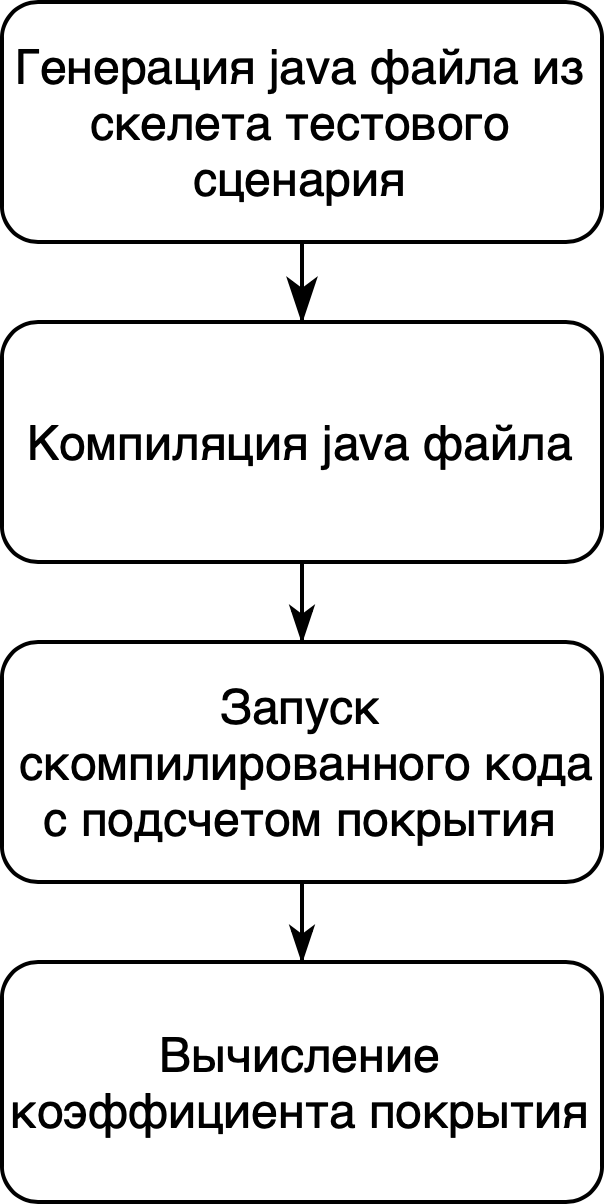 Генерация java файла из
скелета тестового
сценария
Компиляция java файла
Запуск
скомпилированного кода
с подсчетом покрытия
Вычисление
коэффициента покрытия